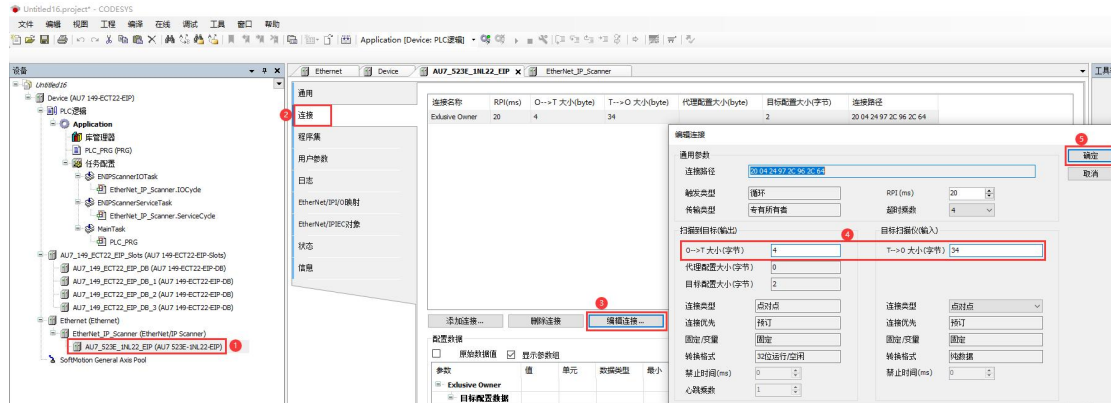 Untitled16.project* - CODESYS
文件 编辑 视图 工程 编译 在线 调试 工具 窗口 帮助
Application [Device: PLC逻辑]
设备
Untitled16
Device (AU7 149-ECT22-EIP)
PLC逻辑
Application
库管理器
PLC_PRG (PRG)
任务配置
ENIPScannerIOTask
EtherNet_IP_Scanner.IOCycle
ENIPScannerServiceTask
EtherNet_IP_Scanner.ServiceCycle
MainTask
PLC_PRG
AU7_149_ECT22_EIP_Slots (AU7 149-ECT22-EIP-Slots)
AU7_149_ECT22_EIP_DB (AU7 149-ECT22-EIP-DB)
AU7_149_ECT22_EIP_DB_1 (AU7 149-ECT22-EIP-DB)
AU7_149_ECT22_EIP_DB_2 (AU7 149-ECT22-EIP-DB)
AU7_149_ECT22_EIP_DB_3 (AU7 149-ECT22-EIP-DB)
Ethernet (Ethernet)
EtherNet_IP_Scanner (EtherNet/IP Scanner)
AU7_523E_1NL22_EIP (AU7 523E-1NL22-EIP) 1
SoftMotion General Axis Pool
Ethernet Device AU7_523E_1NL22_EIP EtherNet_IP_Scanner
工具
通用
2 连接
程序集
用户参数
日志
EtherNet/IPI/O映射
EtherNet/IPIEC对象
状态
信息
连接名称 RPI(ms) O-->T 大小(byte) T-->O 大小(byte) 代理配置大小(byte) 目标配置大小(字节) 连接路径
Exlusive Owner 20 4 34 2 20 04 24 97 2C 96 2C 64
3
添加连接... 删除连接 编辑连接...
配置数据
原始数据值 显示参数组
参数 值 单元 数据类型 最小
Exlusive Owner
目标配置数据
编辑连接
5
通用参数 确定
连接路径 20 04 24 97 2C 96 2C 64 取消
触发类型 循环 RPI (ms) 20
传输类型 专有所有者 超时乘数 4
扫描到目标(输出) 4 目标扫描仪(输入)
O-->T 大小(字节) 4 T-->O 大小(字节) 34
代理配置大小(字节) 0
目标配置大小(字节) 2
连接类型 点对点 连接类型 点对点
连接优先 预订 连接优先 预订
固定/变量 固定 固定/变量 固定
转换格式 32位运行/空闲 转换格式 纯数据
禁止时间(ms) 0 禁止时间(ms) 0
心跳乘数 1